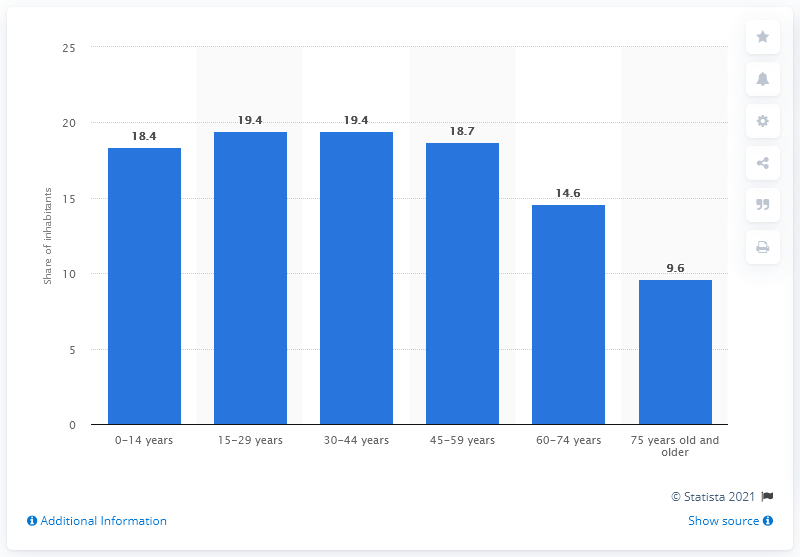 25
20
15
10
5
0
Share of inhabitants
18.4
19.4
19.4
18.7
14.6
9.6
0-14 years
15-29 years
30-44 years
45-59 years
60-74 years
75 years old and
older
© Statista 2021
Additional Information
Show source